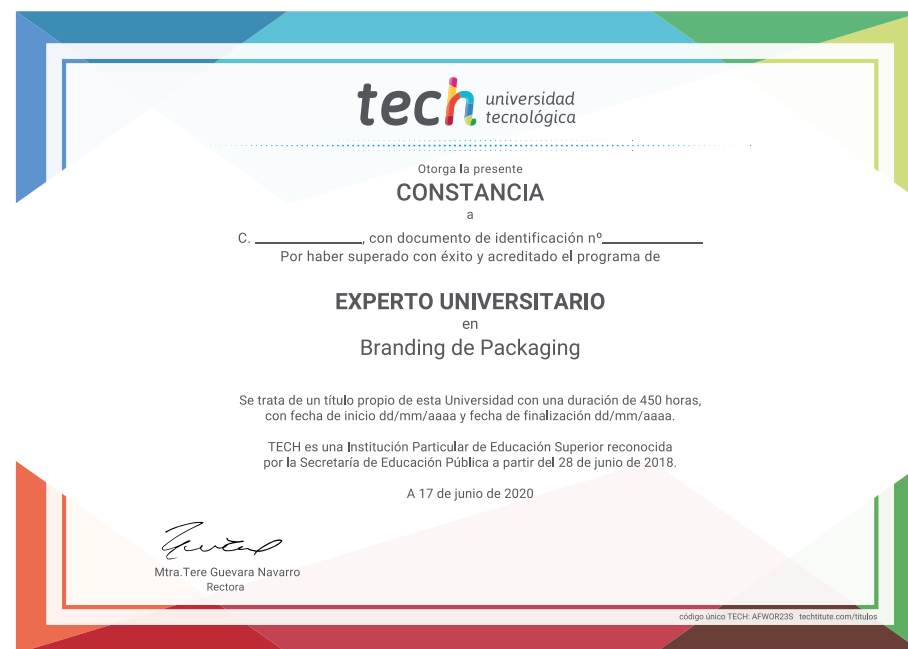 tech universidad
tecnológica
Otorga la presente
CONSTANCIA
a
C. ____________, con documento de identificación nº____________
Por haber superado con éxito y acreditado el programa de
EXPERTO UNIVERSITARIO
en
Branding de Packaging
Se trata de un título propio de esta Universidad con una duración de 450 horas,
con fecha de inicio dd/mm/aaaa y fecha de finalización dd/mm/aaaa.
TECH es una Institución Particular de Educación Superior reconocida
por la Secretaría de Educación Pública a partir del 28 de junio de 2018.
A 17 de junio de 2020
Mtra.Tere Guevara Navarro
Rectora
código único TECH: AFWOR23S techtitute.com/titulos